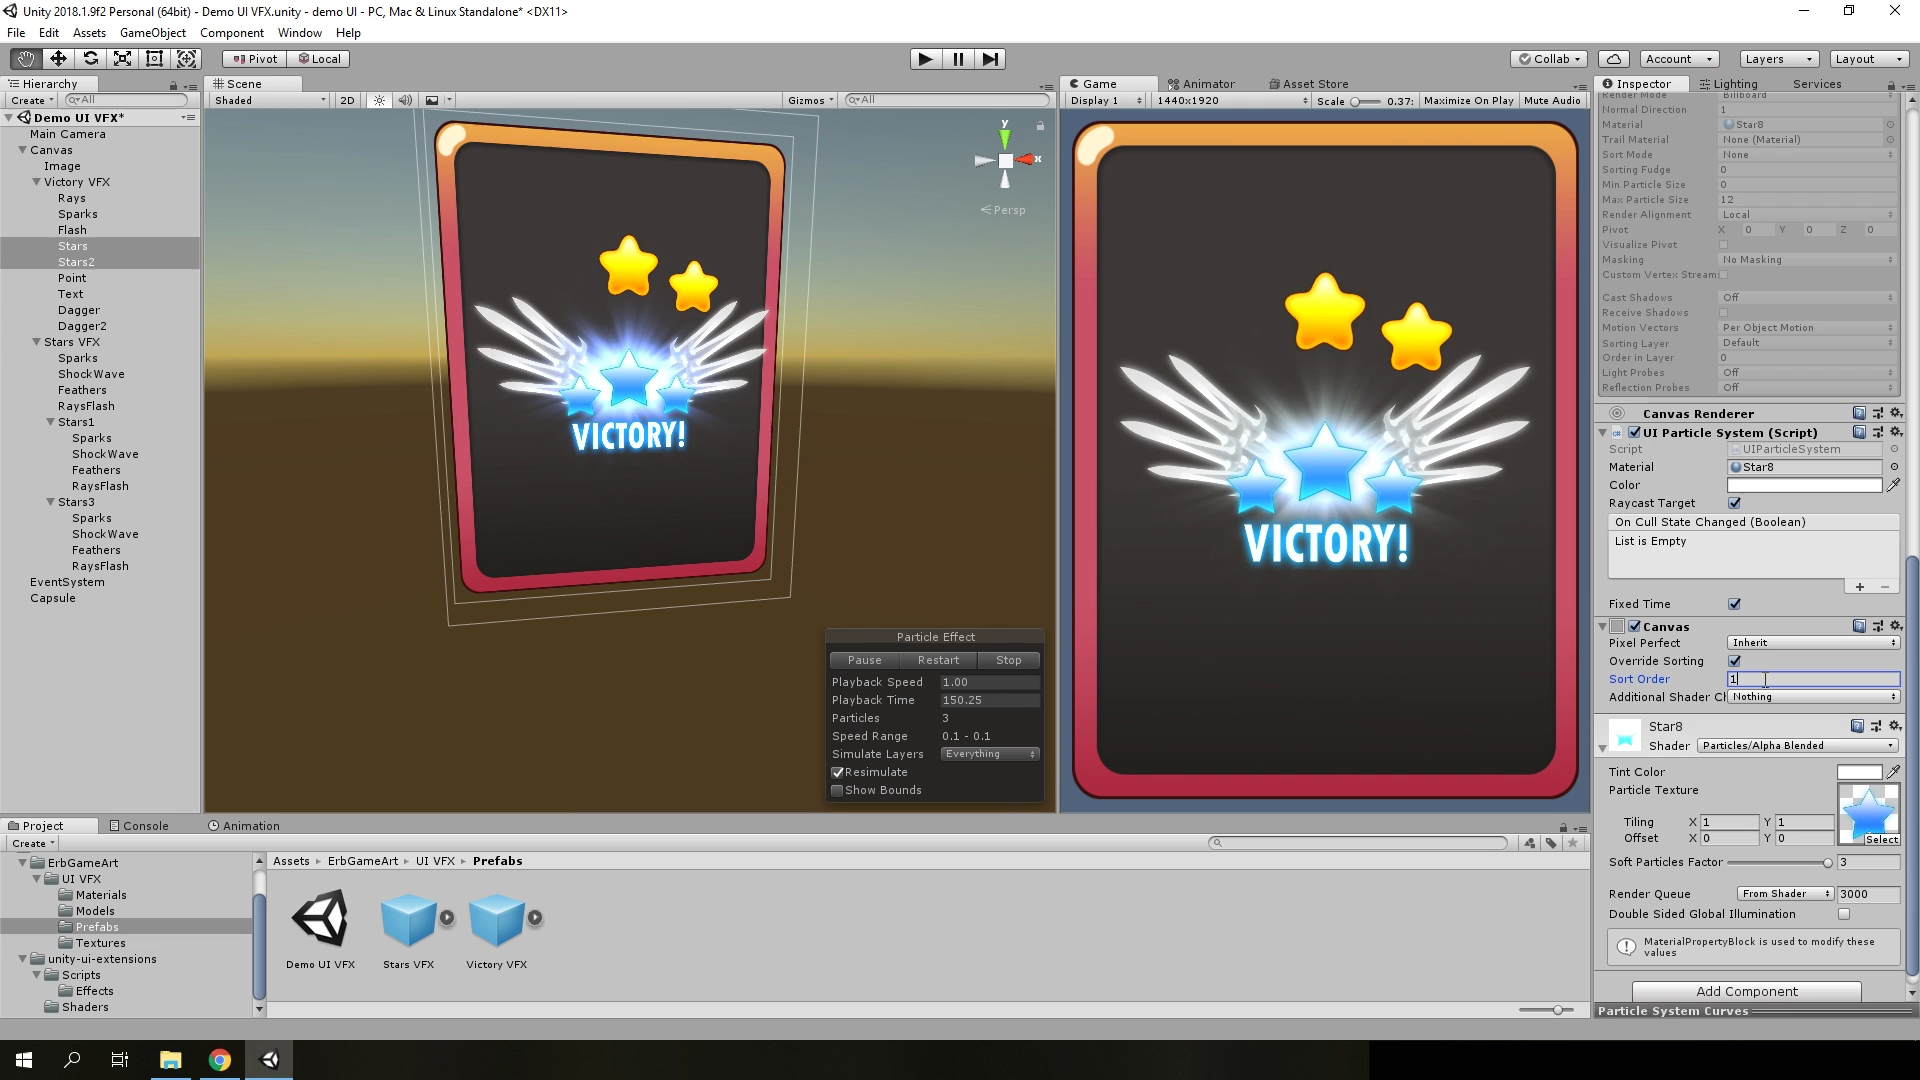 Unity 2018.1.9f2 Personal (64bit) - Demo UI VFX.unity - demo UI - PC, Mac & Linux Standalone* <DX11>
File Edit Assets GameObject Component Window Help
Pivot Local Collab Account Layers Layout
Hierarchy
Create All
Demo UI VFX*
Main Camera
Canvas
Image
Victory VFX
Rays
Sparks
Flash
Stars
Stars2
Point
Text
Dagger
Dagger2
Stars VFX
Sparks
ShockWave
Feathers
RaysFlash
Stars1
Sparks
ShockWave
Feathers
RaysFlash
Stars3
Sparks
ShockWave
Feathers
RaysFlash
EventSystem
Capsule
Scene
Shaded 2D Gizmos All
y
x
Persp
VICTORY!
Particle Effect
Pause Restart Stop
Playback Speed 1.00
Playback Time 150.25
Particles 3
Speed Range 0.1 - 0.1
Simulate Layers Everything
Resimulate
Show Bounds
Game Animator Asset Store
Display 1 1440x1920 Scale 0.37: Maximize On Play Mute Audio
VICTORY!
Inspector Lighting Services
Render Mode Billboard
Normal Direction 1
Material Star8
Trail Material None (Material)
Sort Mode None
Sorting Fudge 0
Min Particle Size 0
Max Particle Size 12
Render Alignment Local
Pivot X 0 Y 0 Z 0
Visualize Pivot
Masking No Masking
Custom Vertex Stream
Cast Shadows Off
Receive Shadows
Motion Vectors Per Object Motion
Sorting Layer Default
Order in Layer 0
Light Probes Off
Reflection Probes Off
Canvas Renderer
UI Particle System (Script)
Script UIParticleSystem
Material Star8
Color
Raycast Target
On Cull State Changed (Boolean)
List is Empty
+ -
Fixed Time
Canvas
Pixel Perfect Inherit
Override Sorting
Sort Order 1
Additional Shader Ch Nothing
Star8
Shader Particles/Alpha Blended
Tint Color
Particle Texture
Tiling X 1 Y 1
Offset X 0 Y 0
Select
Soft Particles Factor 3
Render Queue From Shader 3000
Double Sided Global Illumination
MaterialPropertyBlock is used to modify these
values
Add Component
Particle System Curves
Project Console Animation
Create
ErbGameArt
UI VFX
Materials
Models
Prefabs
Textures
unity-ui-extensions
Scripts
Effects
Shaders
Assets ErbGameArt UI VFX Prefabs
Demo UI VFX Stars VFX Victory VFX